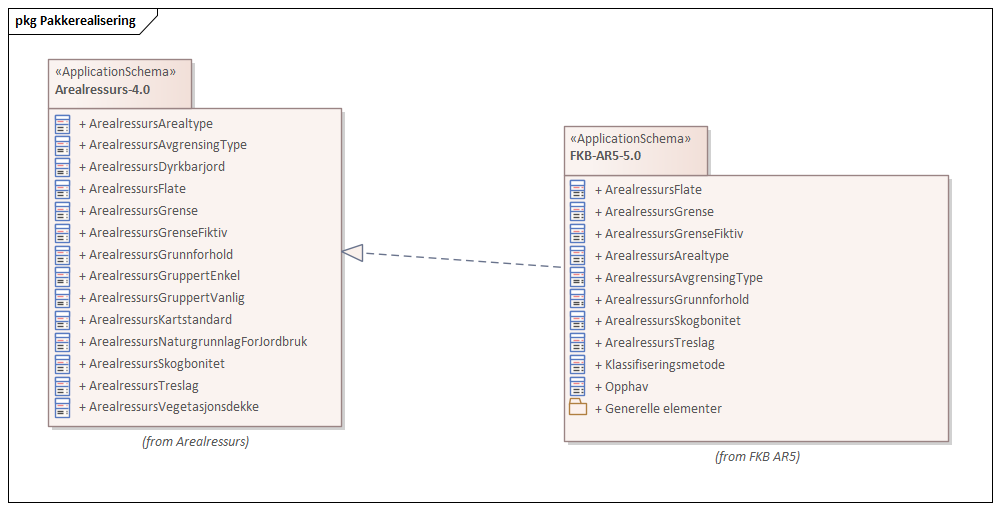 pkg Pakkerealisering
«ApplicationSchema»
Arealressurs-4.0
+ ArealressursArealtype
+ ArealressursAvgrensingType
+ ArealressursDyrkbarjord
+ ArealressursFlate
+ ArealressursGrense
+ ArealressursGrenseFiktiv
+ ArealressursGrunnforhold
+ ArealressursGruppertEnkel
+ ArealressursGruppertVanlig
+ ArealressursKartstandard
+ ArealressursNaturgrunnlagForJordbruk
+ ArealressursSkogbonitet
+ ArealressursTreslag
+ ArealressursVegetasjonsdekke
(from Arealressurs)
«ApplicationSchema»
FKB-AR5-5.0
+ ArealressursFlate
+ ArealressursGrense
+ ArealressursGrenseFiktiv
+ ArealressursArealtype
+ ArealressursAvgrensingType
+ ArealressursGrunnforhold
+ ArealressursSkogbonitet
+ ArealressursTreslag
+ Klassifiseringsmetode
+ Opphav
+ Generelle elementer
(from FKB AR5)